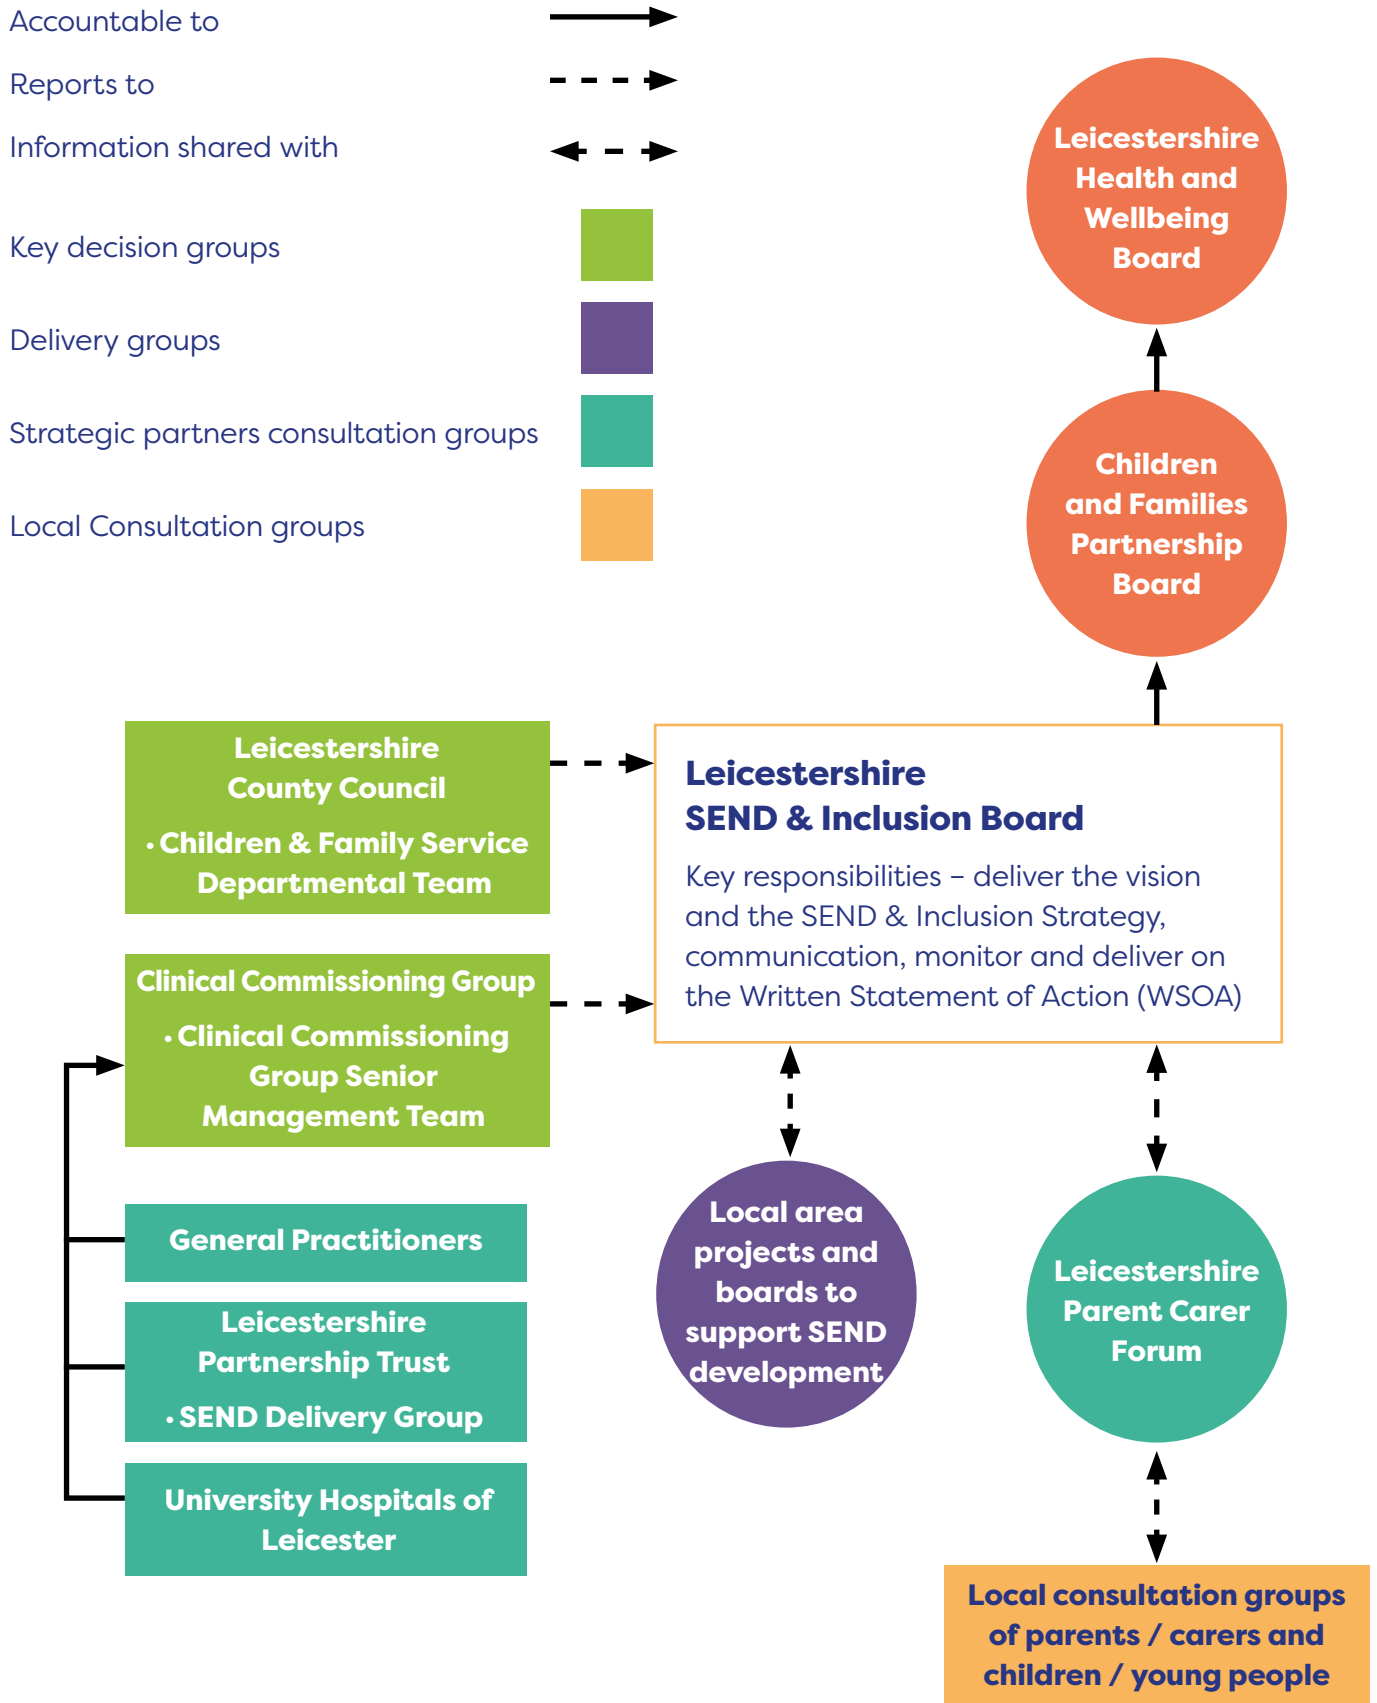 Accountable to
Reports to
Information shared with
Key decision groups
Delivery groups
Strategic partners consultation groups
Local Consultation groups
Leicestershire
Health and
Wellbeing
Board
Children
and Families
Partnership
Board
Leicestershire
County Council
• Children & Family Service
Departmental Team
Leicestershire
SEND & Inclusion Board
Key responsibilities – deliver the vision
and the SEND & Inclusion Strategy,
communication, monitor and deliver on
the Written Statement of Action (WSOA)
Clinical Commissioning Group
• Clinical Commissioning
Group Senior
Management Team
General Practitioners
Leicestershire
Partnership Trust
• SEND Delivery Group
University Hospitals of
Leicester
Local area
projects and
boards to
support SEND
development
Leicestershire
Parent Carer
Forum
Local consultation groups
of parents / carers and
children / young people